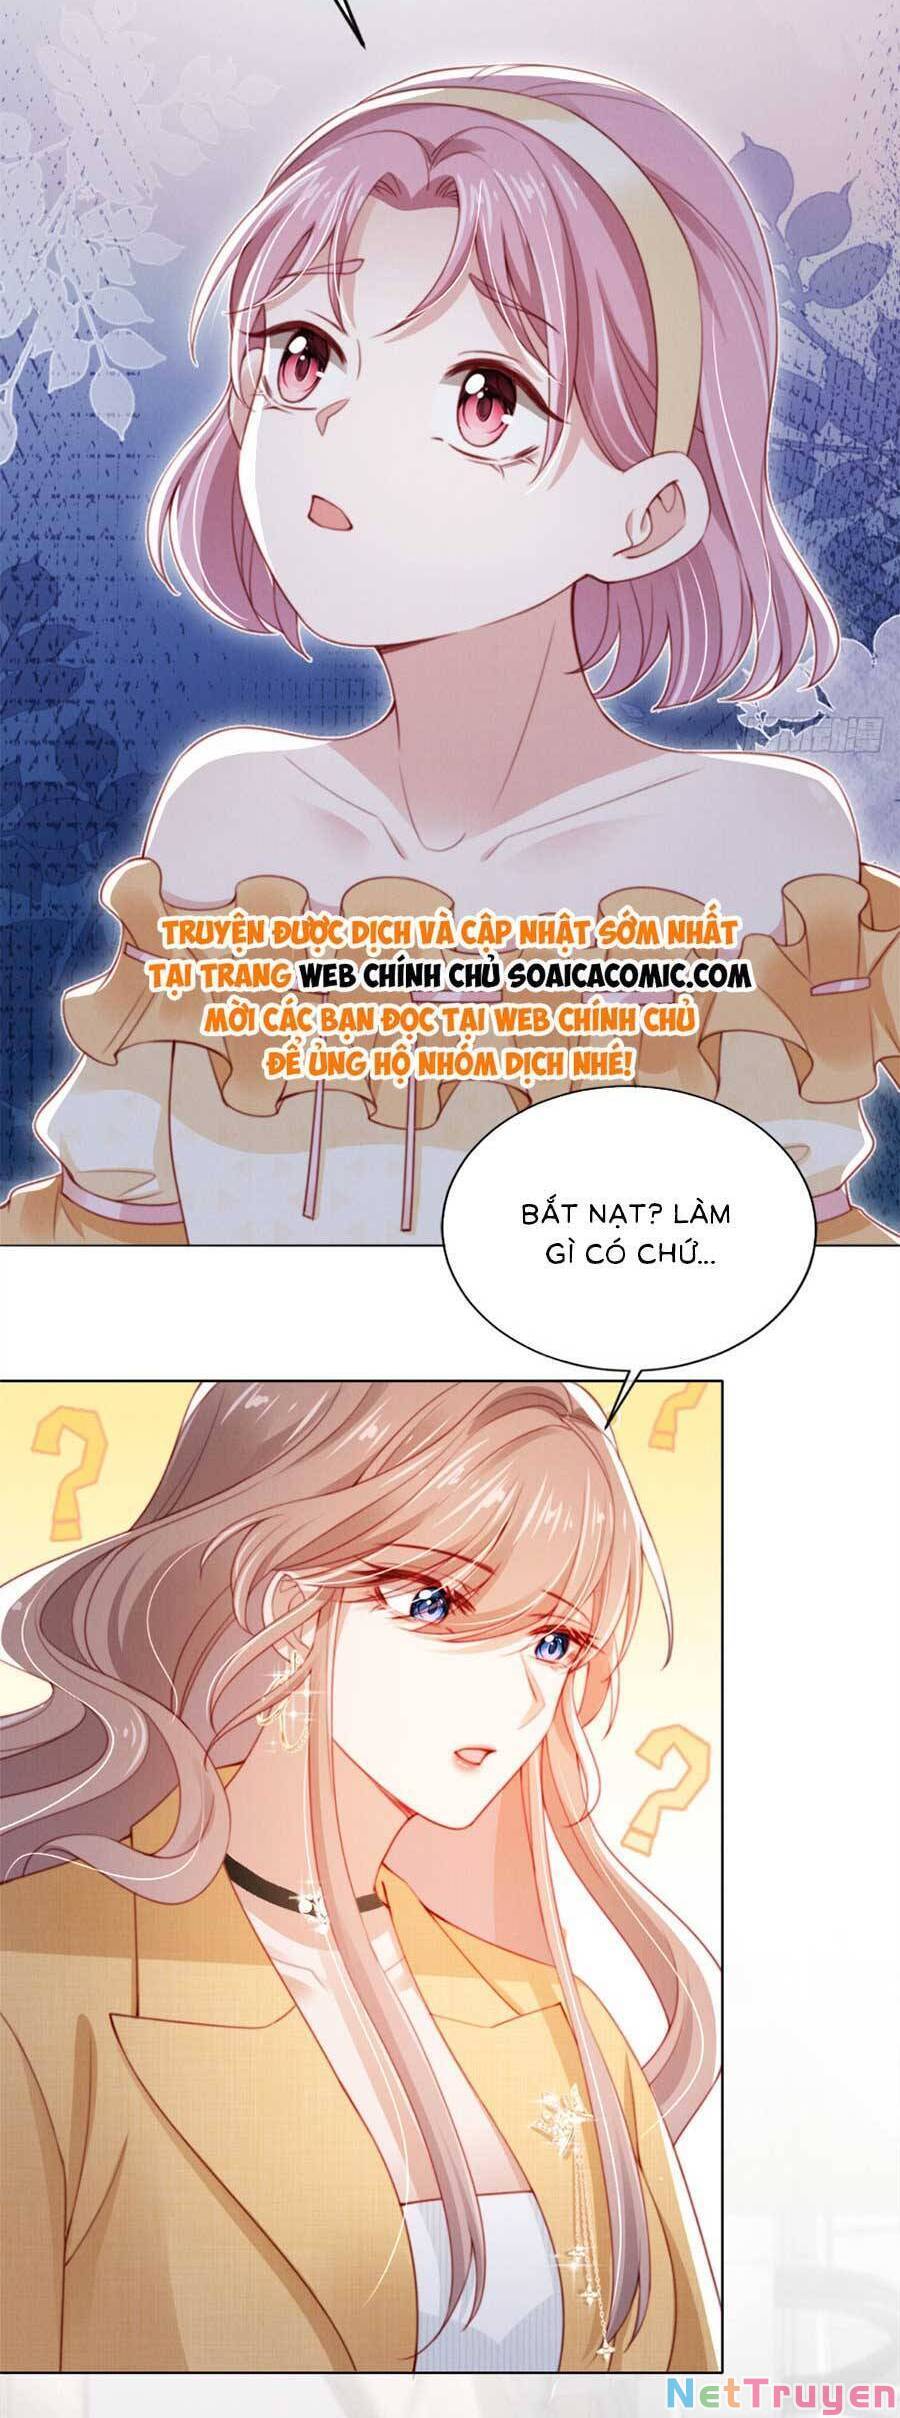 TRUYỆN ĐƯỢC DỊCH VÀ CẬP NHẬT SỚM NHẤT
TẠI TRANG WEB CHÍNH CHỦ SOAICACOMIC.COM
MỜI CÁC BẠN ĐỌC TẠI WEB CHÍNH CHỦ
ĐỂ ỦNG HỘ NHÓM DỊCH NHÉ!
BẮT NẠT? LÀM
GÌ CÓ CHỨ...
?
?
NetTruyen